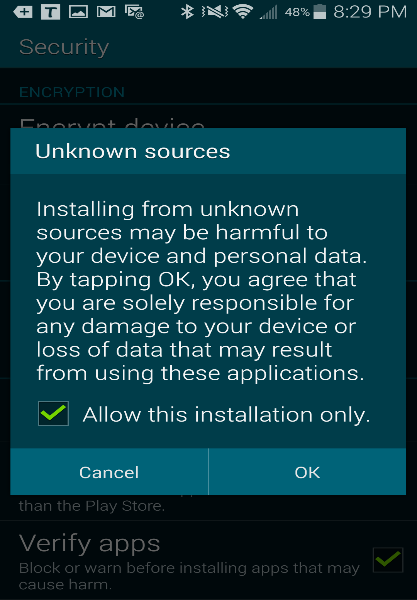 48% 8:29 PM
Security
ENCRYPTION
Encrypt device
Unknown sources
Installing from unknown
sources may be harmful to
your device and personal data.
By tapping OK, you agree that
you are solely responsible for
any damage to your device or
loss of data that may result
from using these applications.
Allow this installation only.
Cancel OK
than the Play Store.
Verify apps
Block or warn before installing apps that may
cause harm.